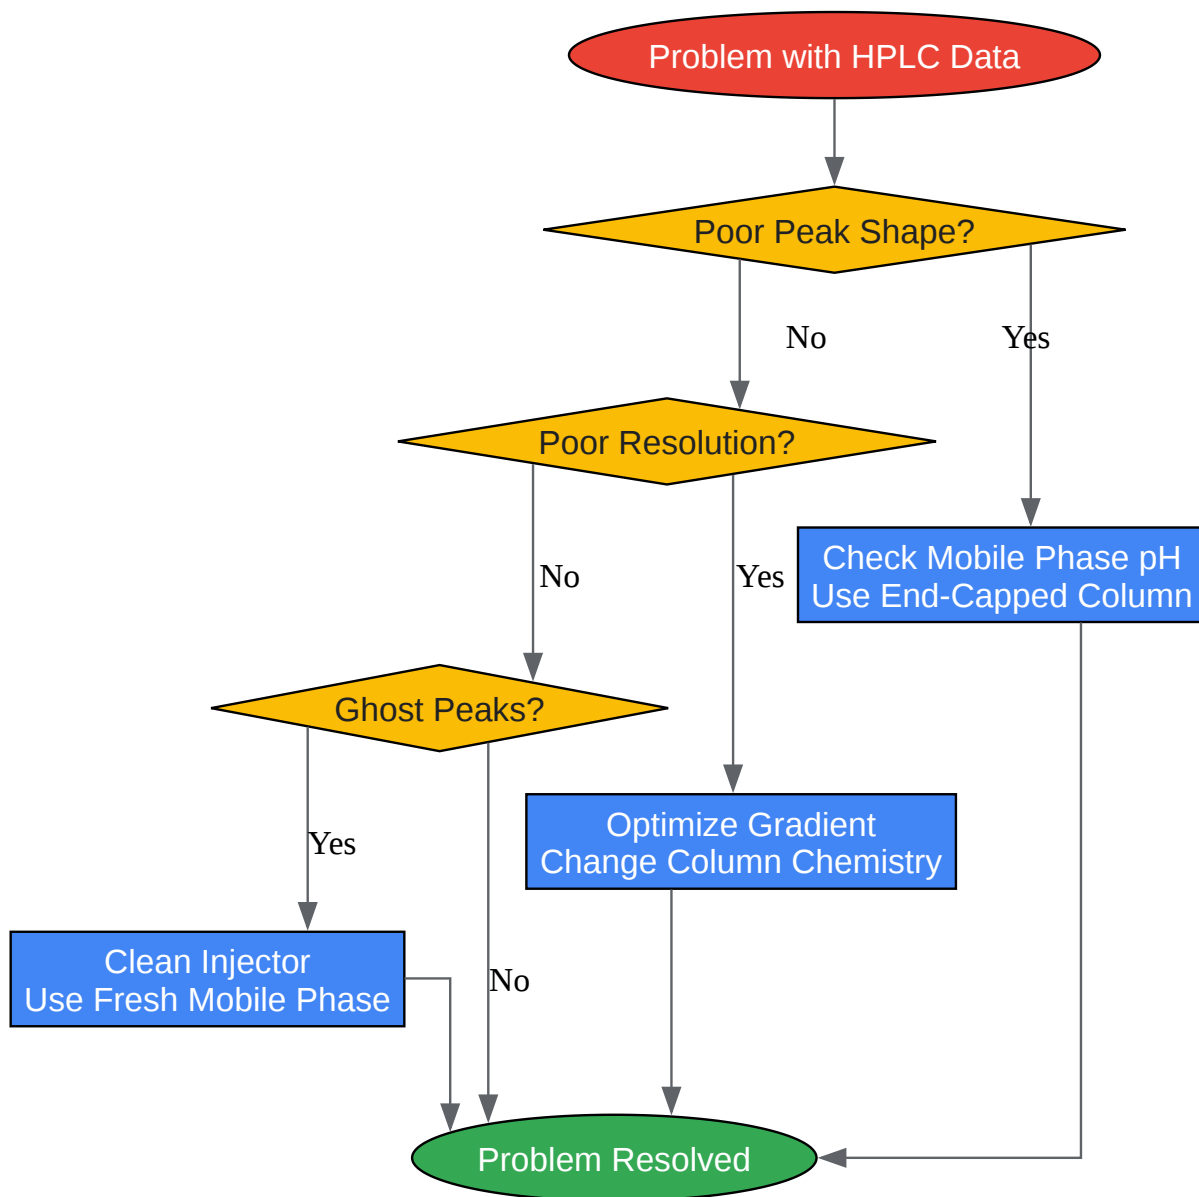 Problem with HPLC Data
Poor Peak Shape?
No
Yes
Poor Resolution?
No
Yes
Check Mobile Phase pH
Use End-Capped Column
Ghost Peaks?
Yes
No
Optimize Gradient
Change Column Chemistry
Clean Injector
Use Fresh Mobile Phase
Problem Resolved